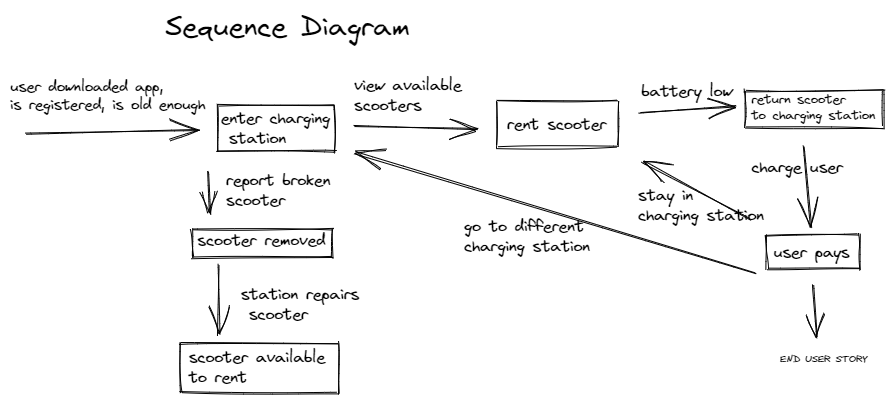 Sequence Diagram
user downloaded app,
is registered, is old enough
enter charging
station
view available
scooters
rent scooter
battery low
return scooter
to charging station
charge user
stay in
charging station
go to different
charging station
user pays
END USER STORY
report broken
scooter
scooter removed
station repairs
scooter
scooter available
to rent